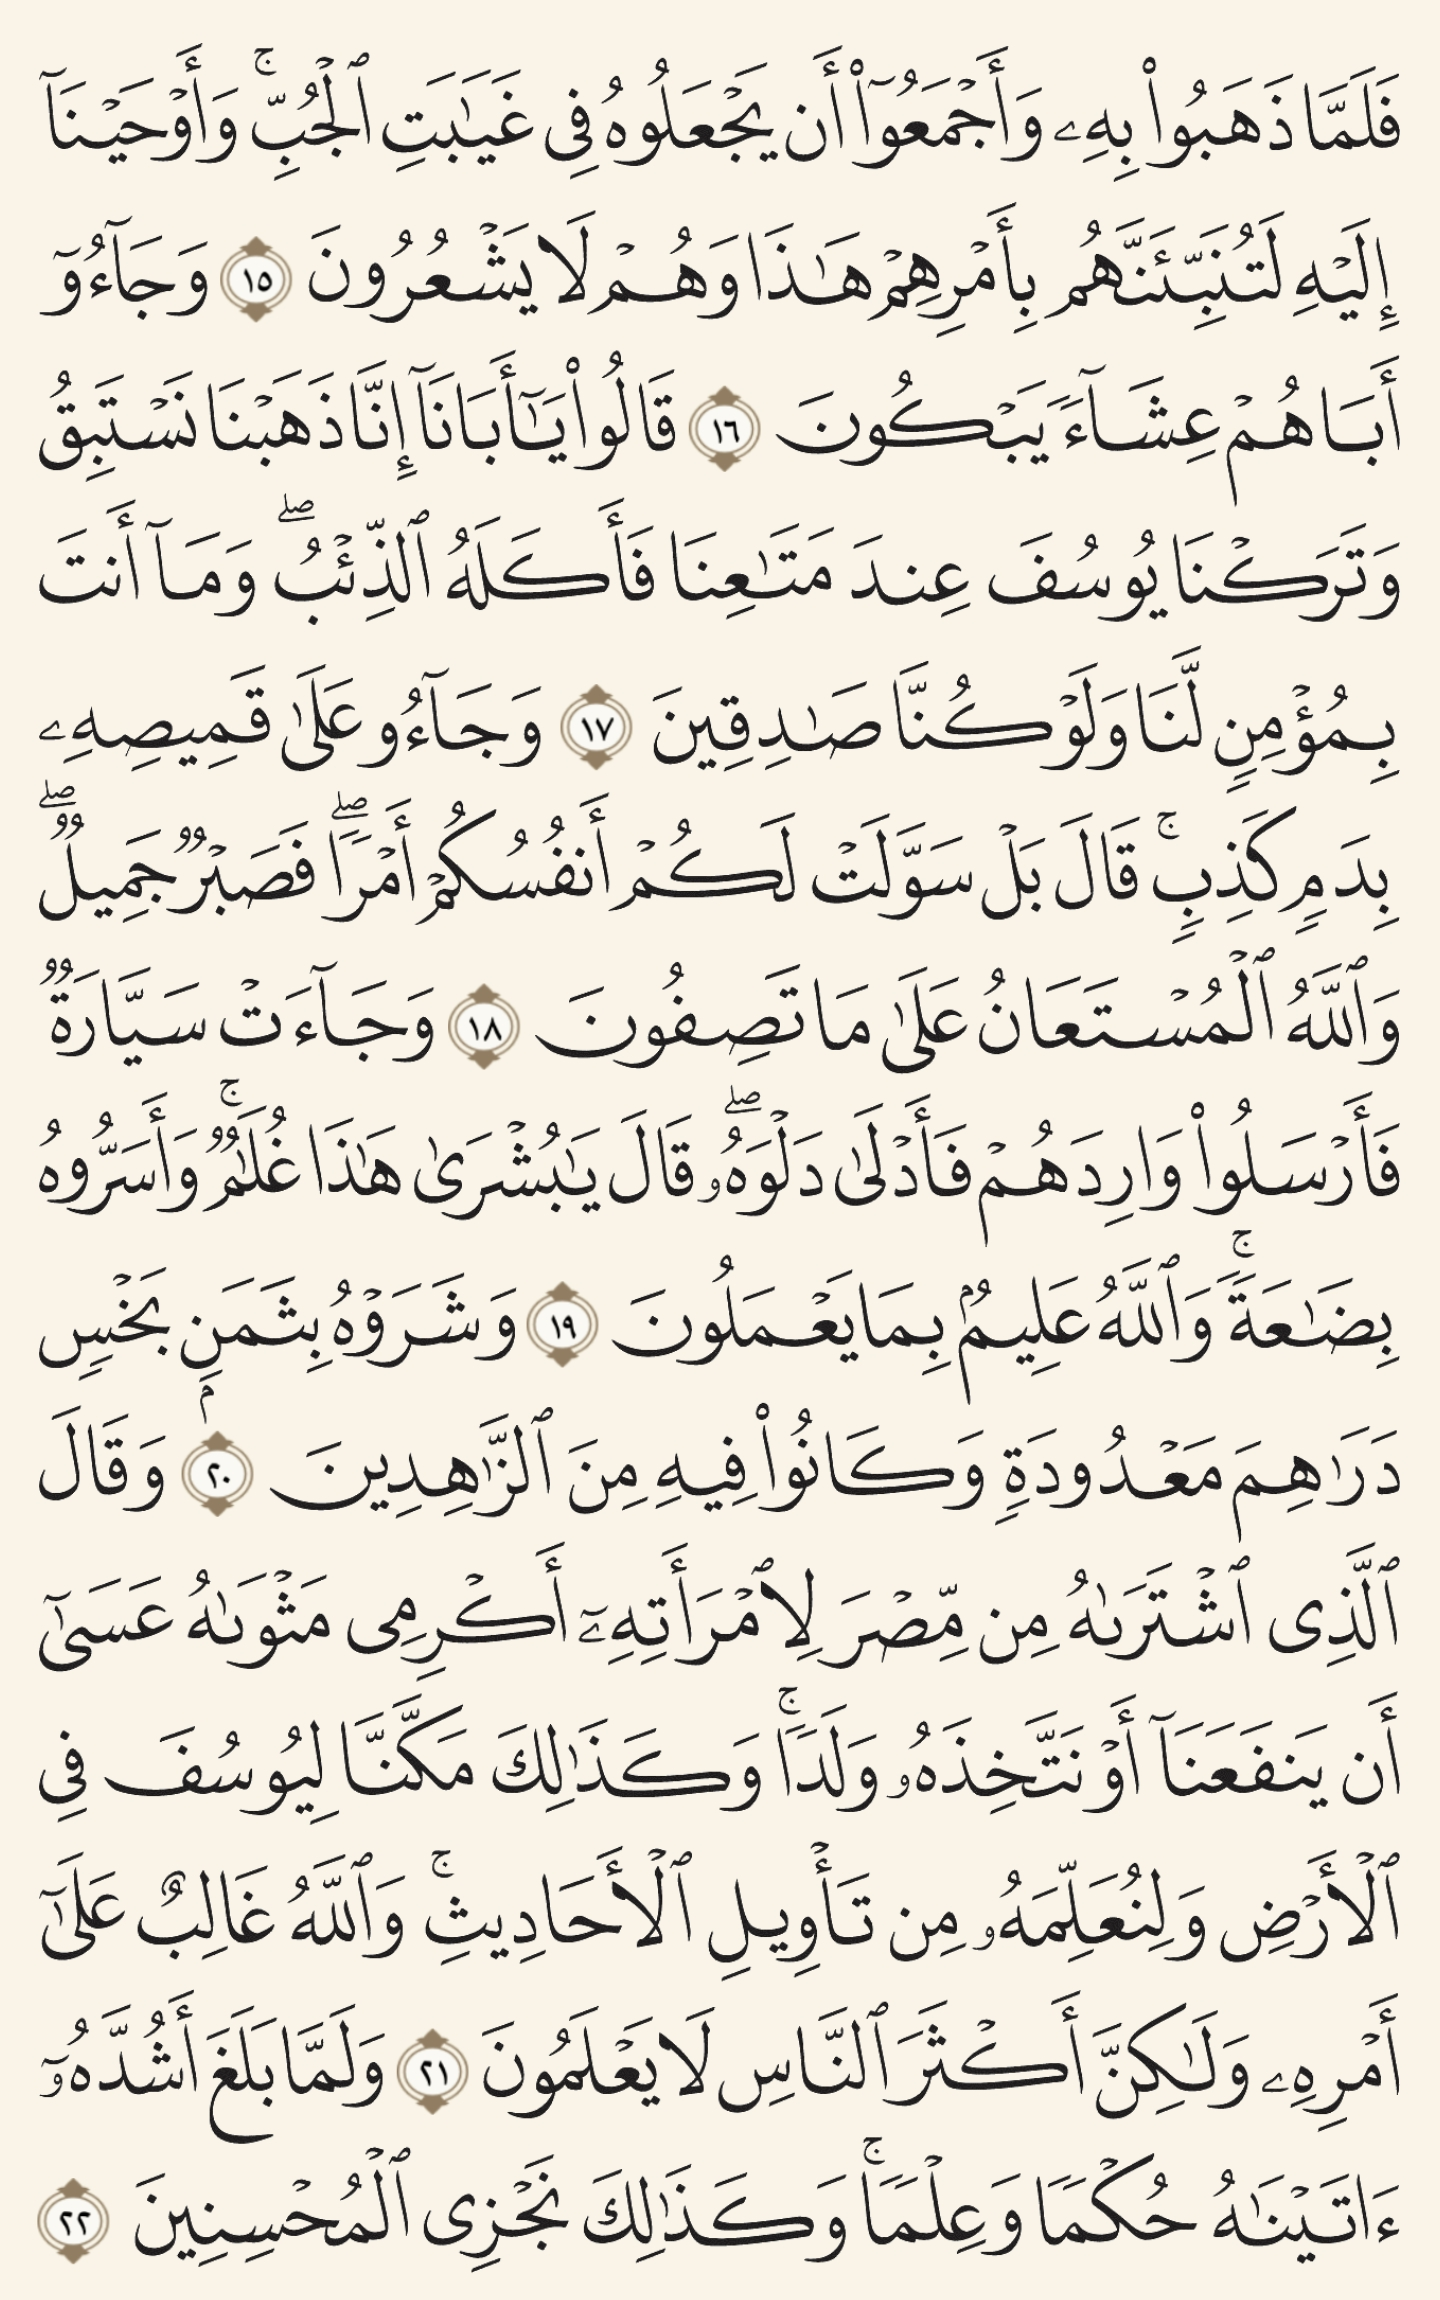 فَلَمَّا ذَهَبُوا۟ بِهِۦ وَأَجْمَعُوٓا۟ أَن يَجْعَلُوهُ فِى غَيَـٰبَتِ ٱلْجُبِّ ۚ وَأَوْحَيْنَآ
إِلَيْهِ لَتُنَبِّئَنَّهُم بِأَمْرِهِمْ هَـٰذَا وَهُمْ لَا يَشْعُرُونَ ١٥ وَجَآءُوٓ
أَبَاهُمْ عِشَآءً يَبْكُونَ ١٦ قَالُوا۟ يَـٰٓأَبَانَآ إِنَّا ذَهَبْنَا نَسْتَبِقُ
وَتَرَكْنَا يُوسُفَ عِندَ مَتَـٰعِنَا فَأَكَلَهُ ٱلذِّئْبُ ۖ وَمَآ أَنتَ
بِمُؤْمِنٍ لَّنَا وَلَوْ كُنَّا صَـٰدِقِينَ ١٧ وَجَآءُو عَلَىٰ قَمِيصِهِۦ
بِدَمٍ كَذِبٍ ۚ قَالَ بَلْ سَوَّلَتْ لَكُمْ أَنفُسُكُمْ أَمْرًا ۖ فَصَبْرٌ جَمِيلٌ ۖ
وَٱللَّهُ ٱلْمُسْتَعَانُ عَلَىٰ مَا تَصِفُونَ ١٨ وَجَآءَتْ سَيَّارَةٌ
فَأَرْسَلُوا۟ وَارِدَهُمْ فَأَدْلَىٰ دَلْوَهُۥ ۖ قَالَ يَـٰبُشْرَىٰ هَـٰذَا غُلَـٰمٌ ۚ وَأَسَرُّوهُ
بِضَـٰعَةً ۚ وَٱللَّهُ عَلِيمٌۢ بِمَا يَعْمَلُونَ ١٩ وَشَرَوْهُ بِثَمَنٍۭ بَخْسٍ
دَرَٰهِمَ مَعْدُودَةٍ وَكَانُوا۟ فِيهِ مِنَ ٱلزَّٰهِدِينَ ٢٠ وَقَالَ
ٱلَّذِى ٱشْتَرَىٰهُ مِن مِّصْرَ لِٱمْرَأَتِهِۦٓ أَكْرِمِى مَثْوَىٰهُ عَسَىٰٓ
أَن يَنفَعَنَآ أَوْ نَتَّخِذَهُۥ وَلَدًا ۚ وَكَذَٰلِكَ مَكَّنَّا لِيُوسُفَ فِى
ٱلْأَرْضِ وَلِنُعَلِّمَهُۥ مِن تَأْوِيلِ ٱلْأَحَادِيثِ ۚ وَٱللَّهُ غَالِبٌ عَلَىٰٓ
أَمْرِهِۦ وَلَـٰكِنَّ أَكْثَرَ ٱلنَّاسِ لَا يَعْلَمُونَ ٢١ وَلَمَّا بَلَغَ أَشُدَّهُۥٓ
ءَاتَيْنَـٰهُ حُكْمًا وَعِلْمًا ۚ وَكَذَٰلِكَ نَجْزِى ٱلْمُحْسِنِينَ ٢٢